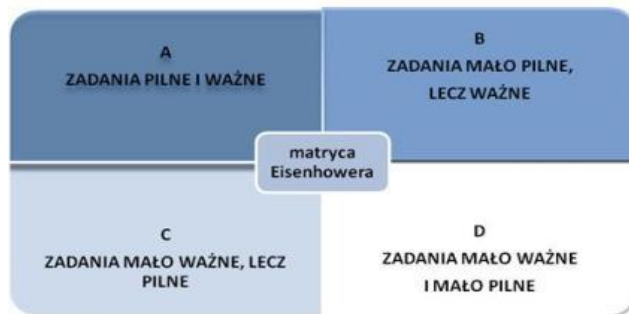 A
ZADANIA PILNE I WAŻNE
B
ZADANIA MAŁO PILNE,
LECZ WAŻNE
matryca
Eisenhowera
C
ZADANIA MAŁO WAŻNE, LECZ
PILNE
D
ZADANIA MAŁO WAŻNE
I MAŁO PILNE